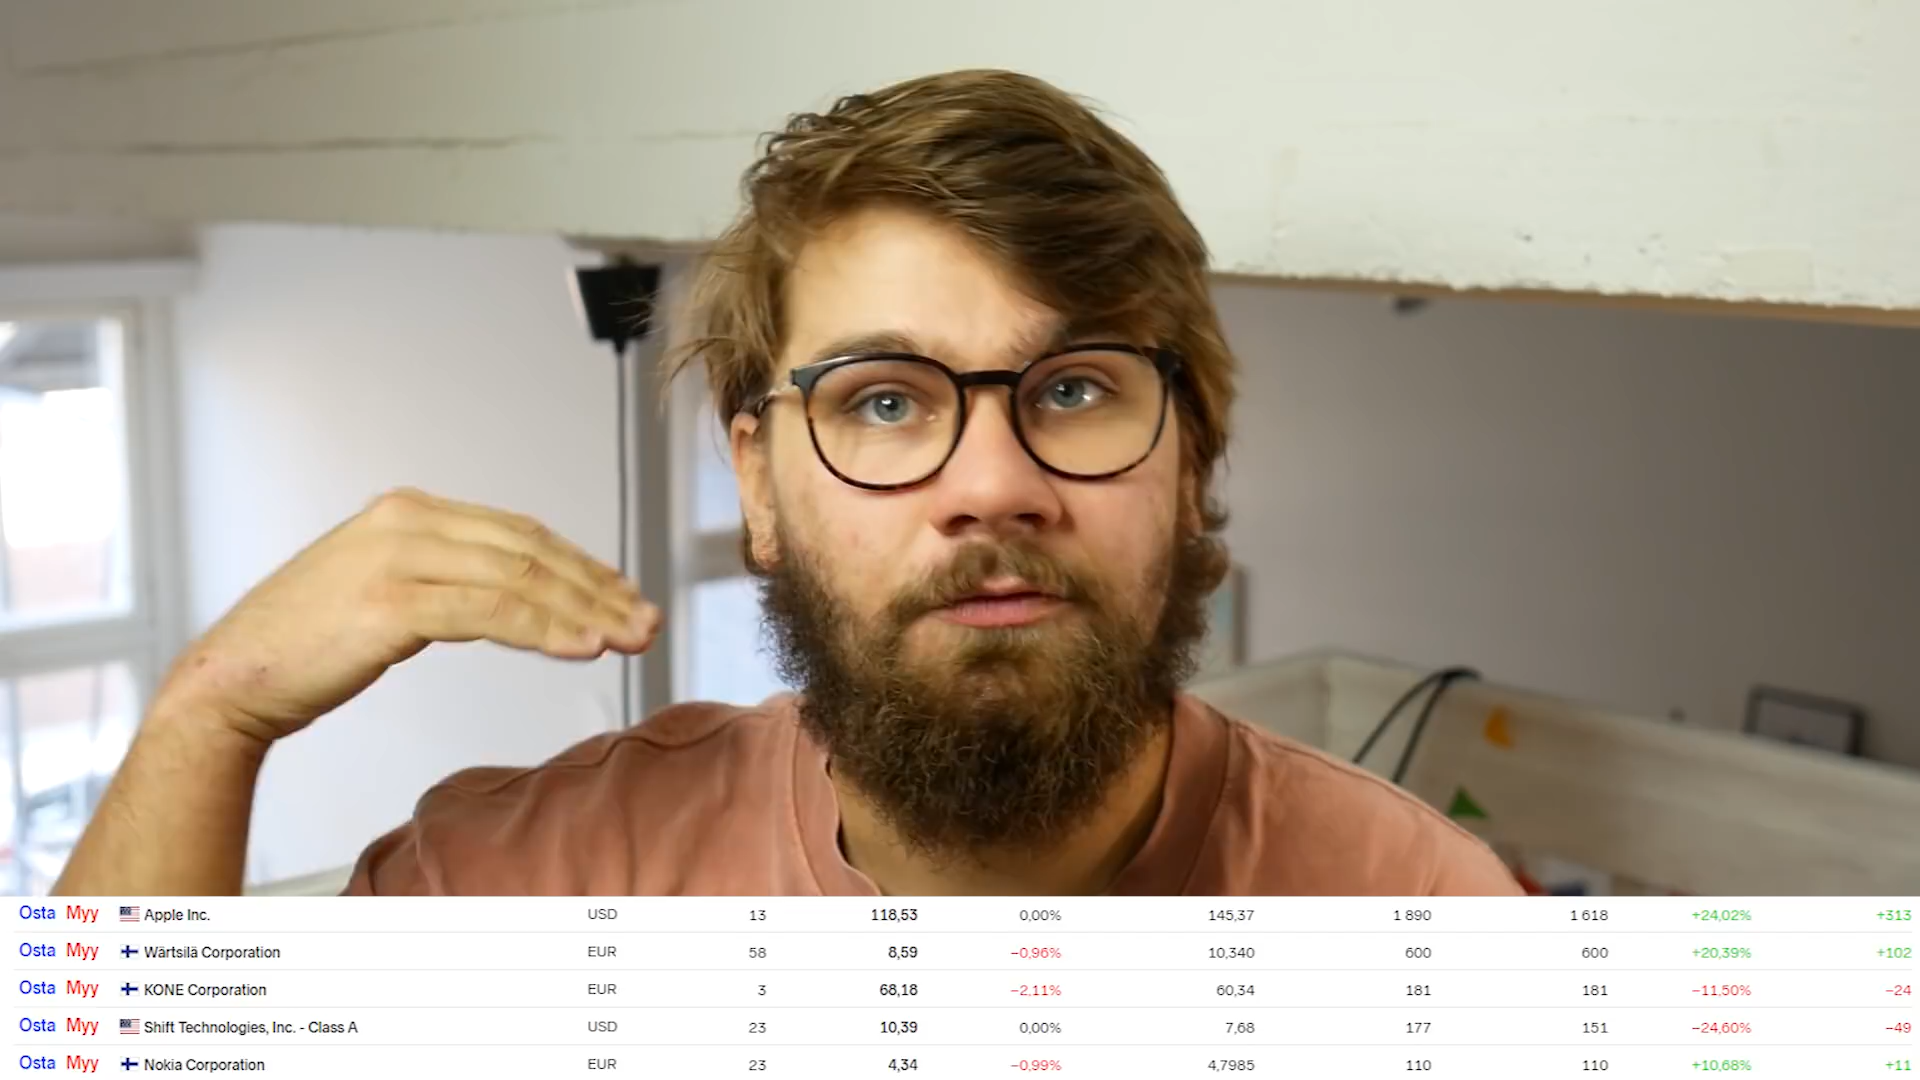 Osta Myy Apple Inc. USD 13 118,53 0,00% 145,37 1 890 1 618 +24,02% +313
Osta Myy Wärtsilä Corporation EUR 58 8,59 −0,96% 10,340 600 600 +20,39% +102
Osta Myy KONE Corporation EUR 3 68,18 −2,11% 60,34 181 181 −11,50% −24
Osta Myy Shift Technologies, Inc. - Class A USD 23 10,39 0,00% 7,68 177 151 −24,60% −49
Osta Myy Nokia Corporation EUR 23 4,34 −0,99% 4,7985 110 110 +10,68% +11